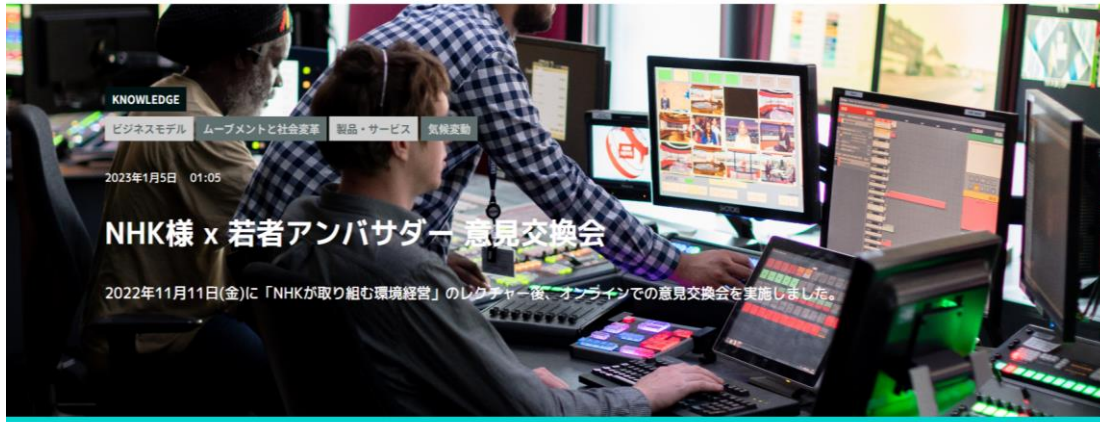 KNOWLEDGE
ビジネスモデル ムーブメントと社会変革 製品・サービス 気候変動
2023年1月5日 01:05
NHK様 x 若者アンバサダー 意見交換会
2022年11月11日(金)に「NHKが取り組む環境経営」のレクチャー後、オンラインでの意見交換会を実施しました。